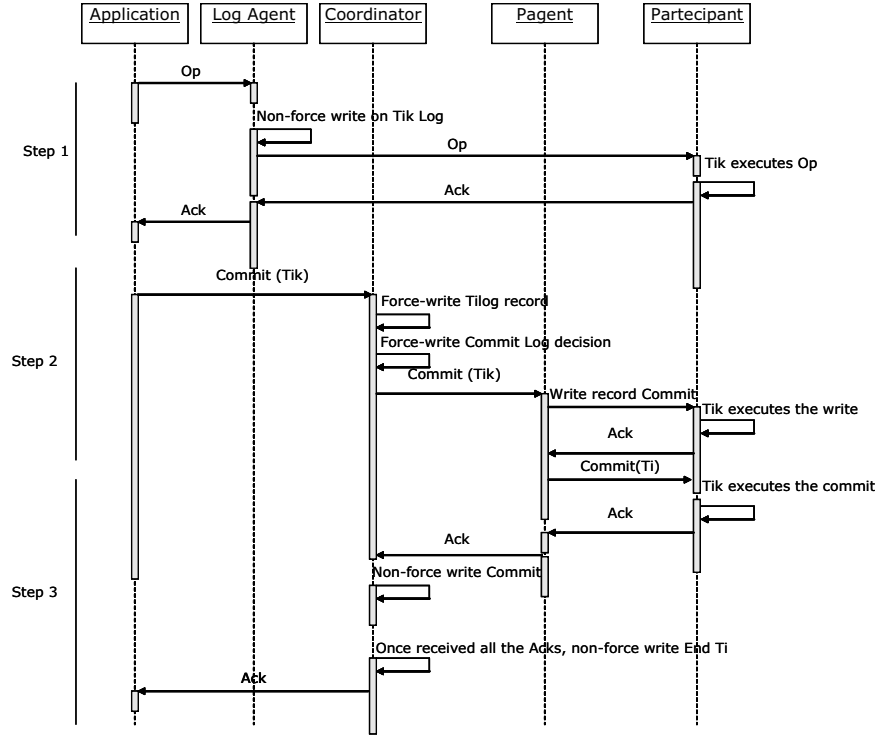 Application
Log Agent
Coordinator
Pagent
Partecipant
Op
Non-force write on Tik Log
Step 1
Op
Tik executes Op
Ack
Ack
Commit (Tik)
Force-write Tilog record
Force-write Commit Log decision
Step 2
Commit (Tik)
Write record Commit
Tik executes the write
Ack
Commit(Ti)
Tik executes the commit
Ack
Ack
Non-force write Commit
Step 3
Once received all the Acks, non-force write End Ti
Ack